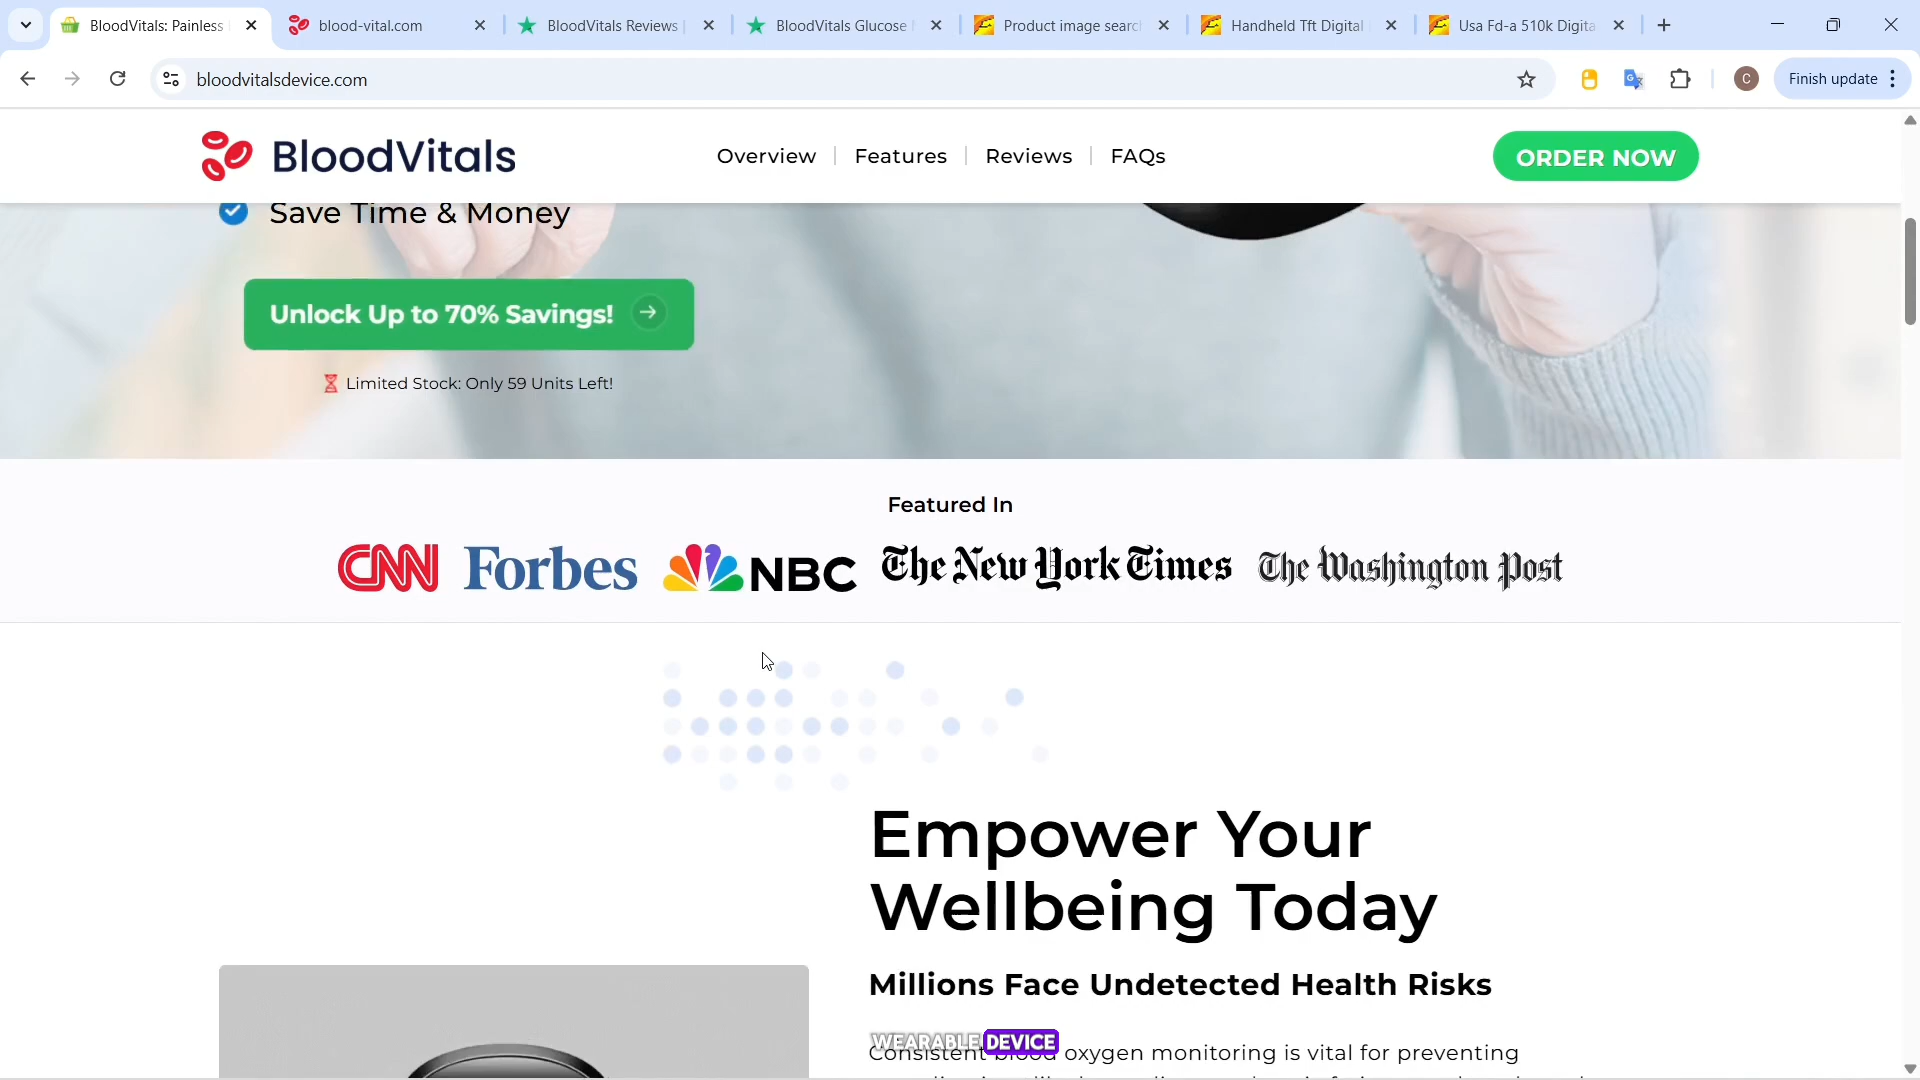 BloodVitals: Painless
blood-vital.com
BloodVitals Reviews
BloodVitals Glucose
Product image searc
Handheld Tft Digital
Usa Fd-a 510k Digita
bloodvitalsdevice.com
C
Finish update
BloodVitals
Overview
Features
Reviews
FAQs
ORDER NOW
Save Time & Money
Unlock Up to 70% Savings!
Limited Stock: Only 59 Units Left!
Featured In
CNN Forbes NBC The New York Times The Washington Post
Empower Your
Wellbeing Today
Millions Face Undetected Health Risks
WEARABLE DEVICE
Consistent blood oxygen monitoring is vital for preventing